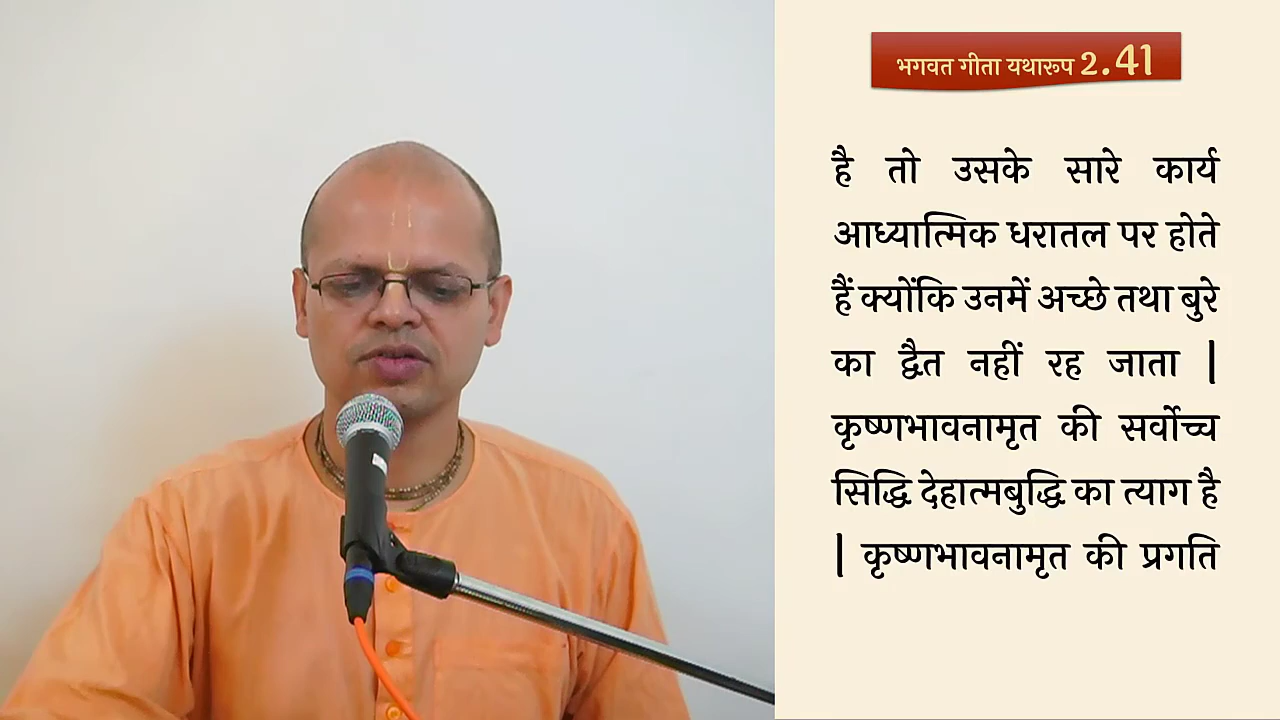 भगवत गीता यथारूप 2.41
है तो उसके सारे कार्य
आध्यात्मिक धरातल पर होते
हैं क्योंकि उनमें अच्छे तथा बुरे
का द्वैत नहीं रह जाता |
कृष्णभावनामृत की सर्वोच्च
सिद्धि देहात्मबुद्धि का त्याग है
| कृष्णभावनामृत की प्रगति